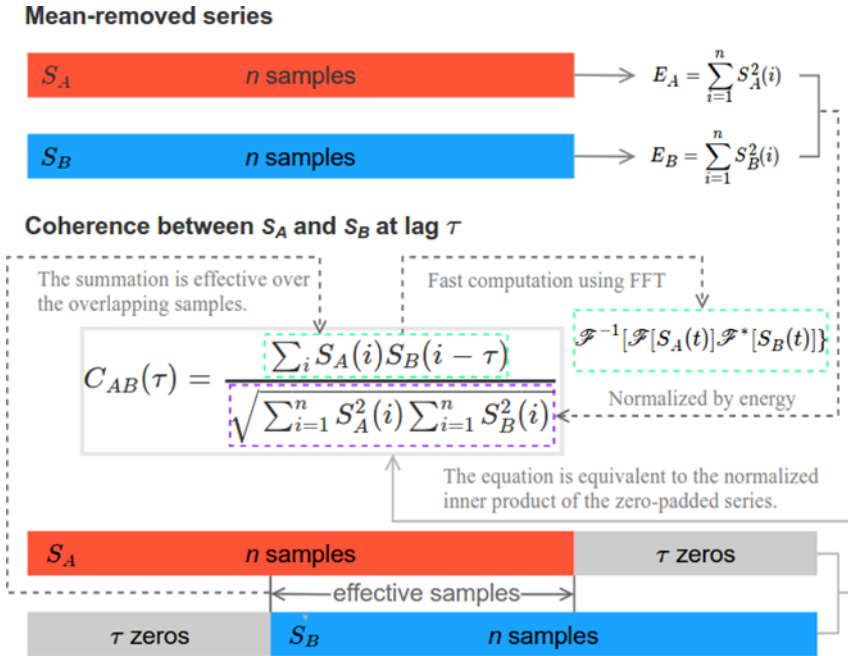 Mean-removed series
S_A n samples
E_A = \sum_{i=1}^{n} S_A^2(i)
S_B n samples
E_B = \sum_{i=1}^{n} S_B^2(i)
Coherence between S_A and S_B at lag τ
The summation is effective over
the overlapping samples.
Fast computation using FFT
\mathscr{F}^{-1}[\mathscr{F}[S_A(t)]\mathscr{F}^*[S_B(t)]\}
C_{AB}(τ) = \frac{\sum_i S_A(i)S_B(i − τ)}{\sqrt{\sum_{i=1}^{n} S_A^2(i) \sum_{i=1}^{n} S_B^2(i)}}
Normalized by energy
The equation is equivalent to the normalized
inner product of the zero-padded series.
S_A n samples τ zeros
effective samples
τ zeros S_B n samples